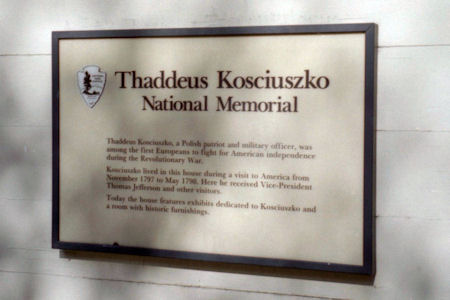 Thaddeus Kosciuszko
National Memorial
Thaddeus Kosciuszko, a Polish patriot and military officer, was
among the first Europeans to fight for American independence
during the Revolutionary War.
Kosciuszko lived in this house during a visit to America from
November 1797 to May 1798. Here he received Vice-President
Thomas Jefferson and other visitors.
Today the house features exhibits dedicated to Kosciuszko and
a room with historic furnishings.